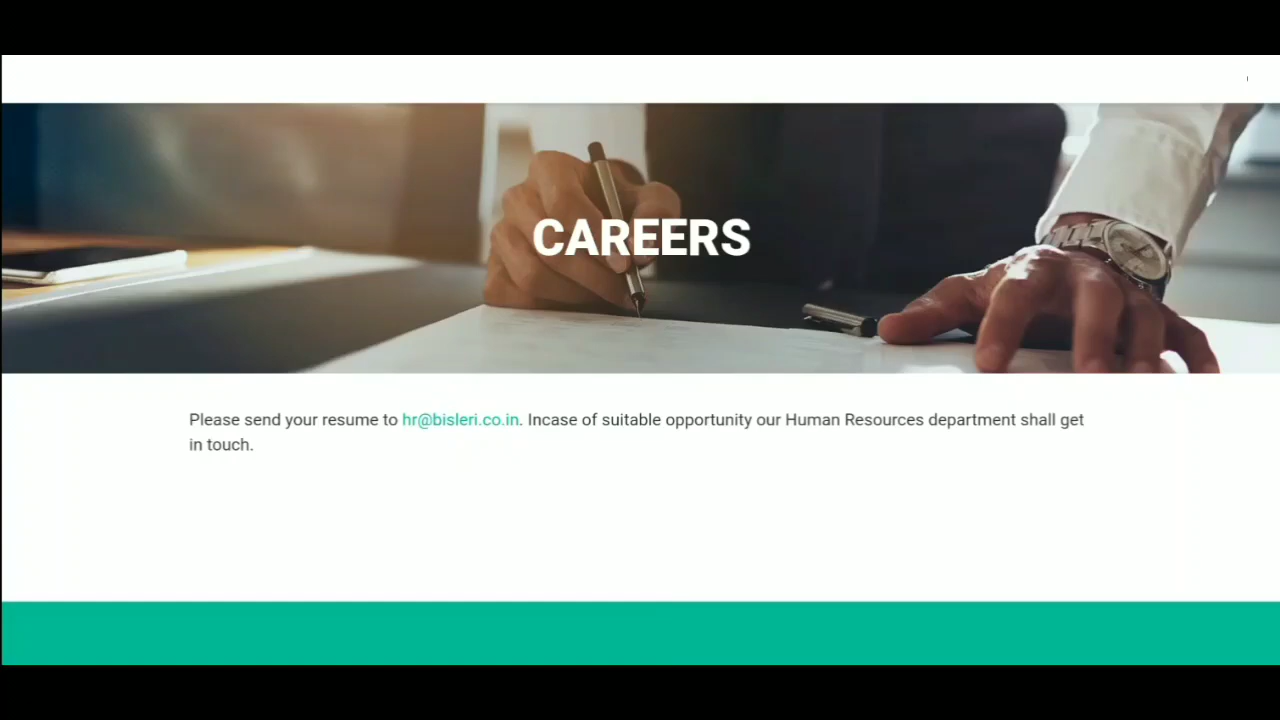 CAREERS
Please send your resume to hr@bisleri.co.in. Incase of suitable opportunity our Human Resources department shall get
in touch.